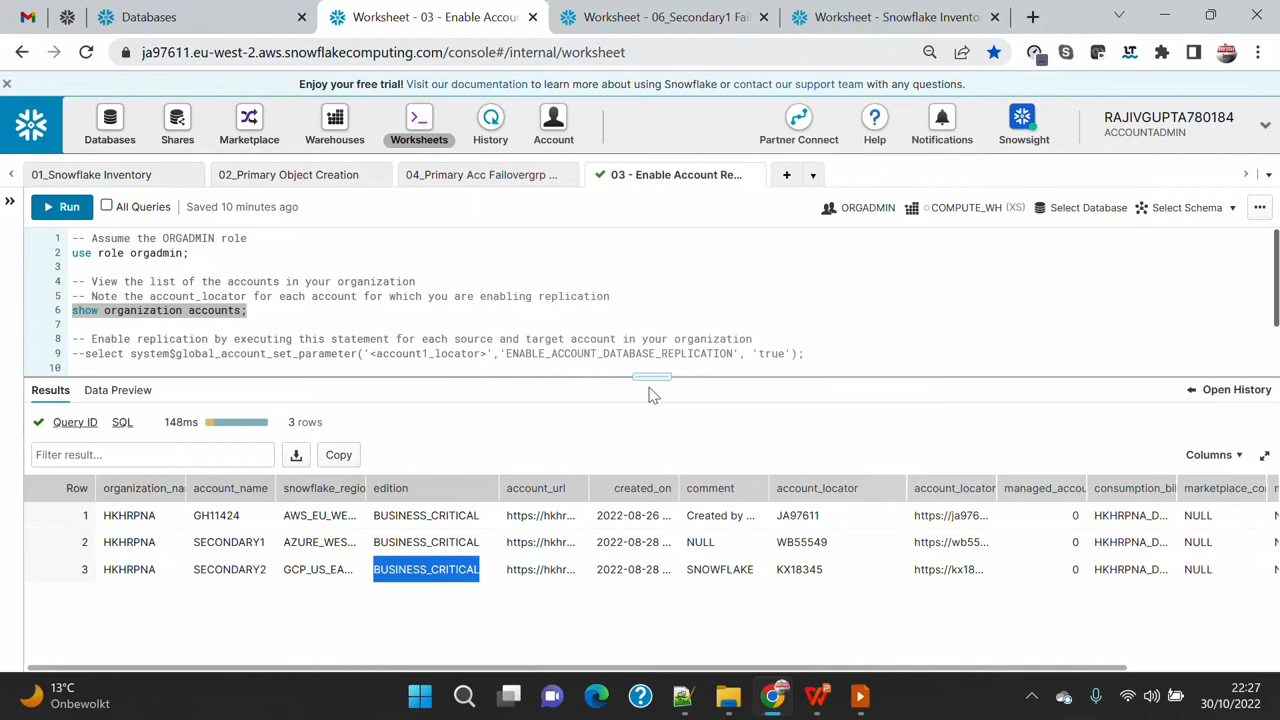 Databases
Worksheet - 03 - Enable Accou
Worksheet - 06_Secondary1 Fai
Worksheet - Snowflake Invento
ja97611.eu-west-2.aws.snowflakecomputing.com/console#/internal/worksheet
Enjoy your free trial! Visit our documentation to learn more about using Snowflake or contact our support team with any questions.
Databases
Shares
Marketplace
Warehouses
Worksheets
History
Account
Partner Connect
Help
Notifications
Snowsight
RAJIVGUPTA780184
ACCOUNTADMIN
01_Snowflake Inventory
02_Primary Object Creation
04_Primary Acc Failovergrp ...
03 - Enable Account Re...
Run
All Queries
Saved 10 minutes ago
ORGADMIN
COMPUTE_WH (XS)
Select Database
Select Schema
1 -- Assume the ORGADMIN role
2 use role orgadmin;
3
4 -- View the list of the accounts in your organization
5 -- Note the account_locator for each account for which you are enabling replication
6 show organization accounts;
7
8 -- Enable replication by executing this statement for each source and target account in your organization
9 --select system$global_account_set_parameter('<account1_locator>','ENABLE_ACCOUNT_DATABASE_REPLICATION', 'true');
10
Results Data Preview Open History
Query ID SQL 148ms 3 rows
Filter result... Copy Columns
Row organization_na account_name snowflake_regio edition account_url created_on comment account_locator account_locator managed_accou consumption_bil marketplace_co
1 HKHRPNA GH11424 AWS_EU_WE... BUSINESS_CRITICAL https://hkhr... 2022-08-26 ... Created by ... JA97611 https://ja976... 0 HKHRPNA_D... NULL
2 HKHRPNA SECONDARY1 AZURE_WES... BUSINESS_CRITICAL https://hkhr... 2022-08-28 ... NULL WB55549 https://wb55... 0 HKHRPNA_D... NULL
3 HKHRPNA SECONDARY2 GCP_US_EA... BUSINESS_CRITICAL https://hkhr... 2022-08-28 ... SNOWFLAKE KX18345 https://kx18... 0 HKHRPNA_D... NULL
13°C
Onbewolkt
22:27
30/10/2022